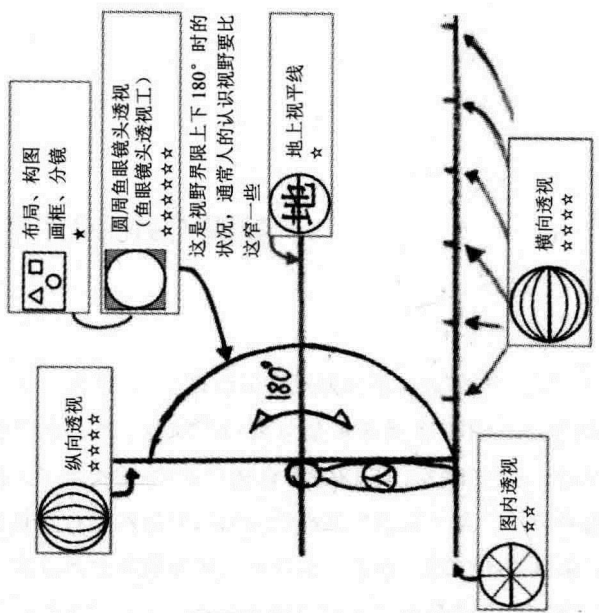 布局、构图
画框、分镜
★
纵向透视
☆☆☆☆
圆周鱼眼镜头透视
（鱼眼镜头透视工）
☆☆☆☆☆☆☆
这是视野界限上下 180° 时的
状况，通常人的认识视野要比
这窄一些
180°
地
地上视平线
☆
图内透视
☆☆
横向透视
☆☆☆☆